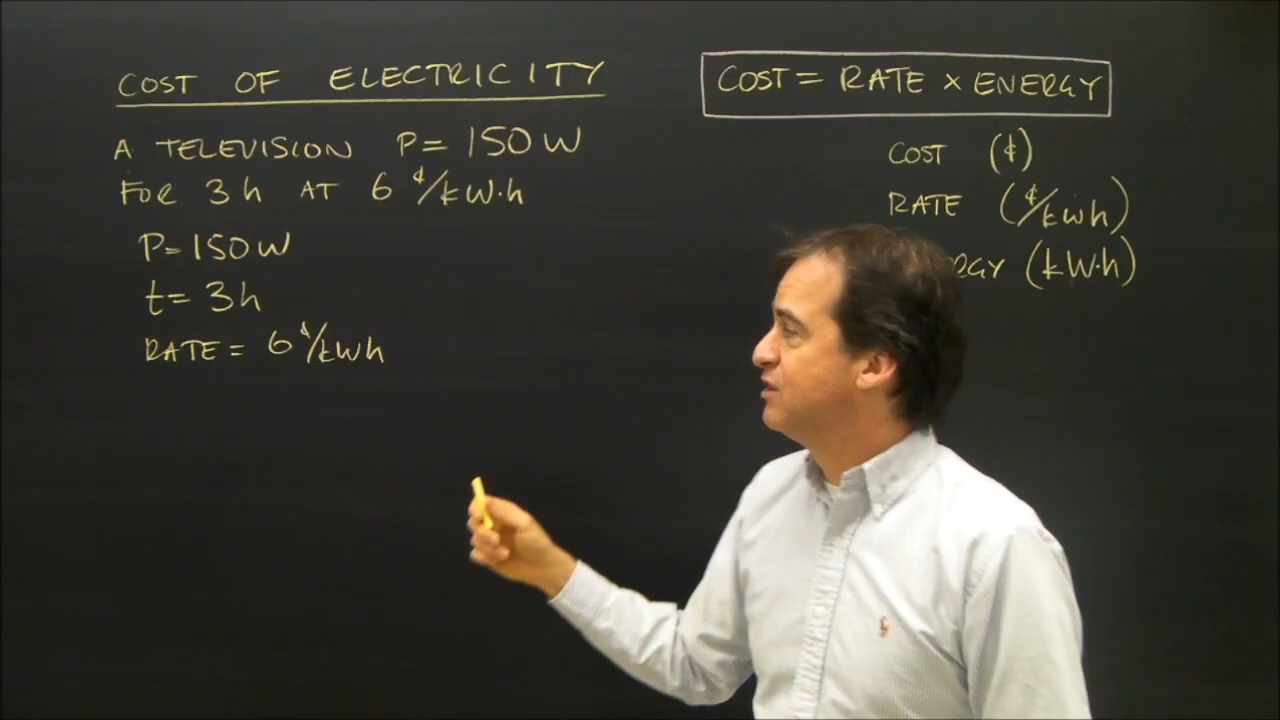 COST OF ELECTRICITY
A TELEVISION P = 150 W
FOR 3 h AT 6 ¢/kW·h
P = 150 W
t = 3 h
RATE = 6 ¢/kWh
COST = RATE × ENERGY
COST (¢)
RATE (¢/kWh)
(kW·h)